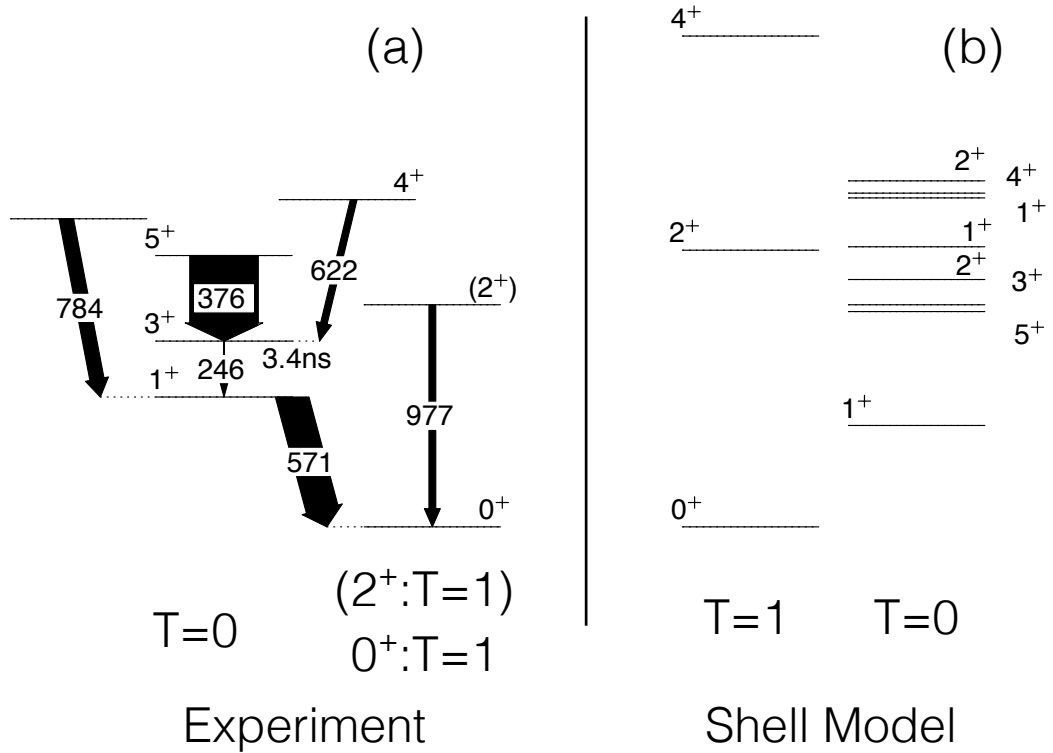 (a)
4⁺
5⁺
784
376
622
(2⁺)
3⁺
3.4ns
246
1⁺
977
571
0⁺
(2⁺:T=1)
T=0
0⁺:T=1
Experiment
(b)
4⁺
2⁺
4⁺
1⁺
2⁺
1⁺
2⁺
3⁺
5⁺
1⁺
0⁺
T=1
T=0
Shell Model